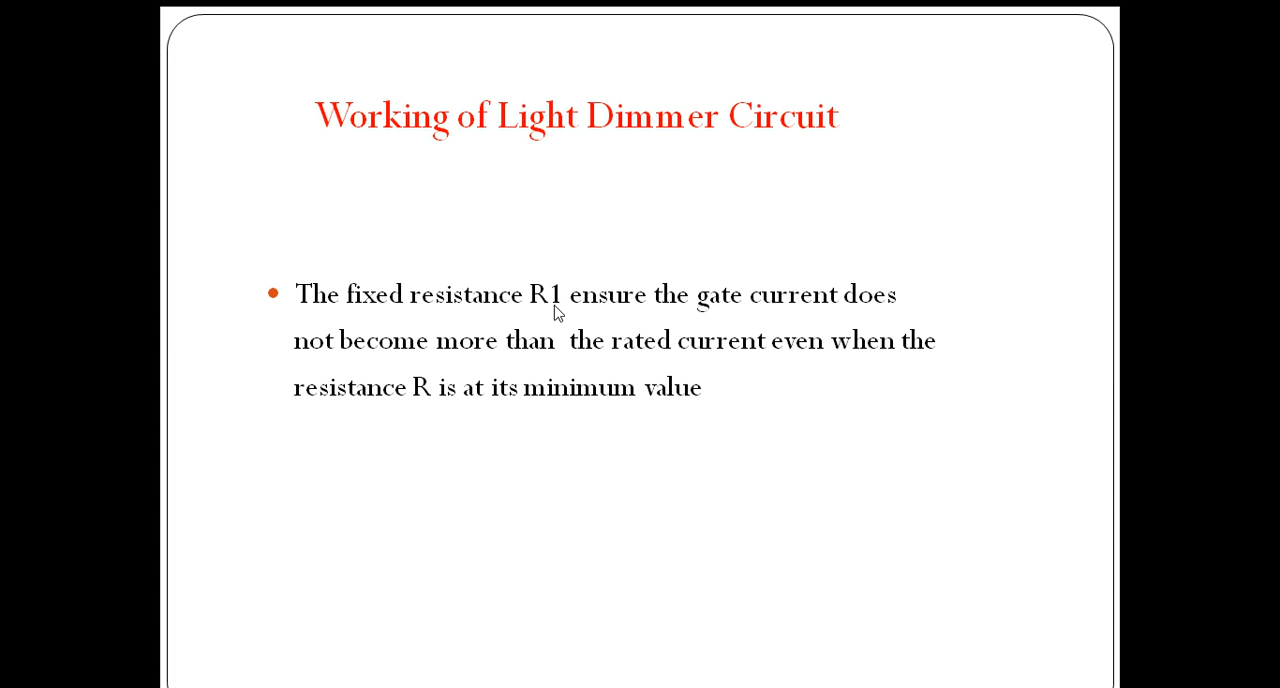 Working of Light Dimmer Circuit
The fixed resistance R1 ensure the gate current does
not become more than the rated current even when the
resistance R is at its minimum value